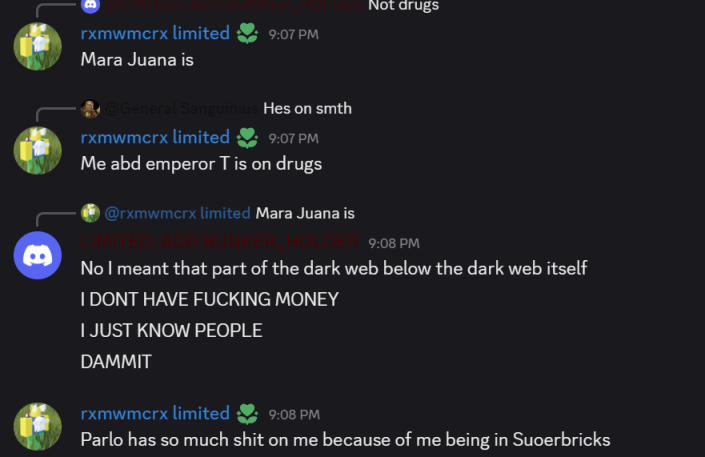 Not drugs
rxmwmcrx limited 9:07 PM
Mara Juana is
@General Sanguinius Hes on smth
rxmwmcrx limited 9:07 PM
Me abd emperor T is on drugs
@rxmwmcrx limited Mara Juana is
LIMITED: ADD BUNKER_HOLDER 9:08 PM
No I meant that part of the dark web below the dark web itself
I DONT HAVE FUCKING MONEY
I JUST KNOW PEOPLE
DAMMIT
rxmwmcrx limited 9:08 PM
Parlo has so much shit on me because of me being in Suoerbricks